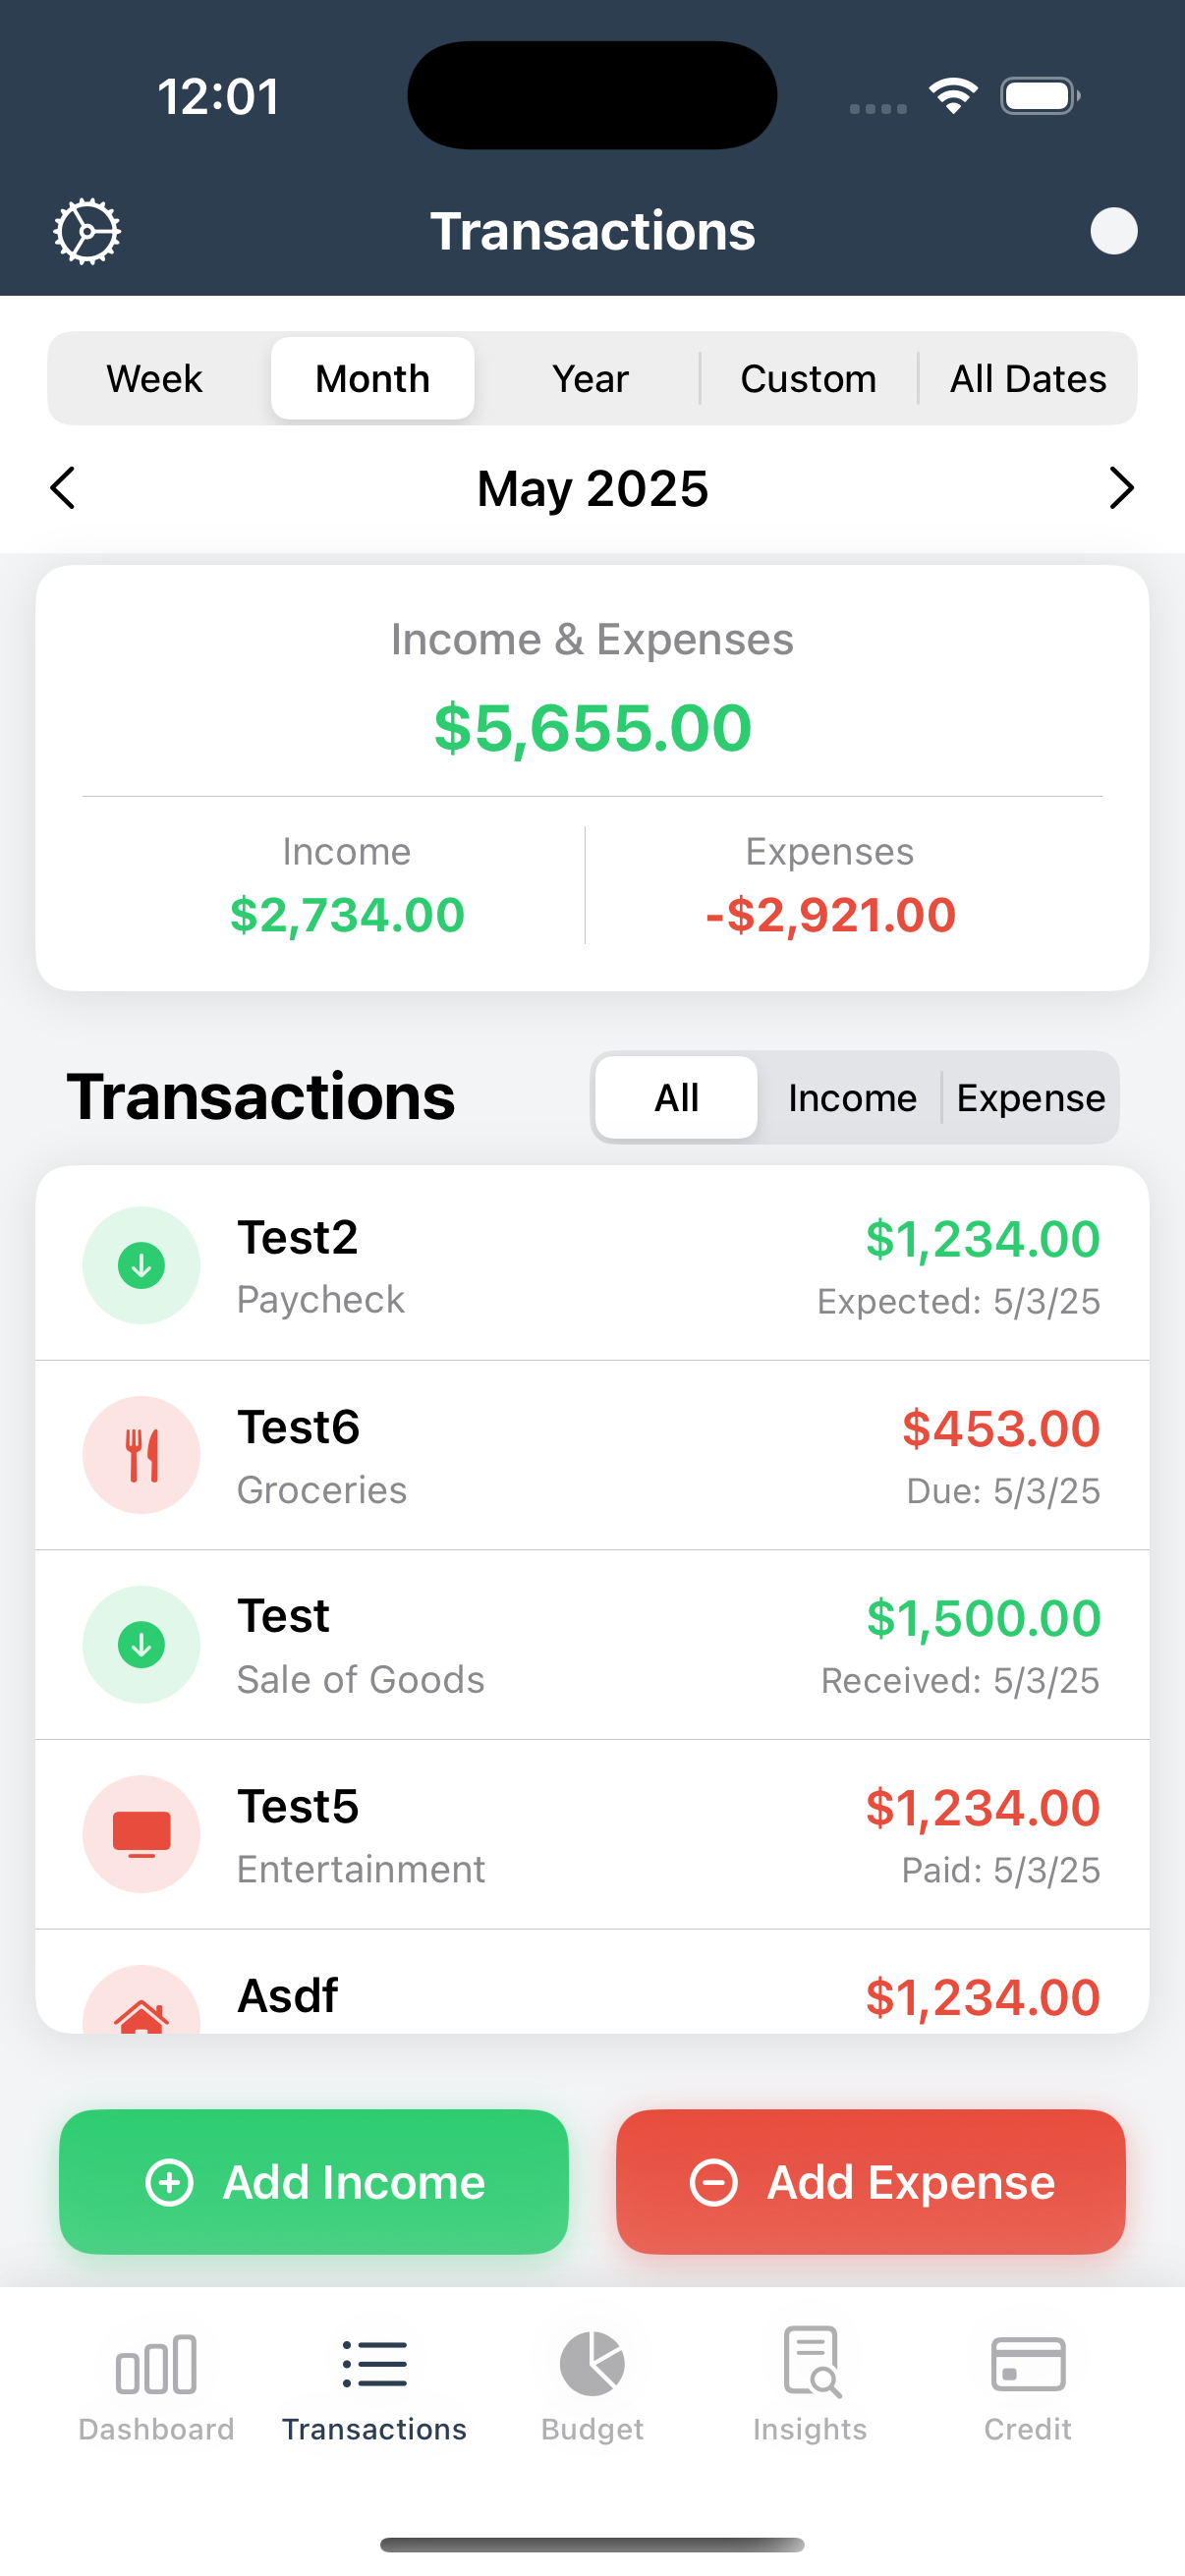 12:01
Transactions
Week Month Year Custom All Dates
May 2025
Income & Expenses
$5,655.00
Income Expenses
$2,734.00 -$2,921.00
Transactions All Income Expense
Test2 $1,234.00
Paycheck Expected: 5/3/25
Test6 $453.00
Groceries Due: 5/3/25
Test $1,500.00
Sale of Goods Received: 5/3/25
Test5 $1,234.00
Entertainment Paid: 5/3/25
Asdf $1,234.00
Add Income Add Expense
Dashboard Transactions Budget Insights Credit